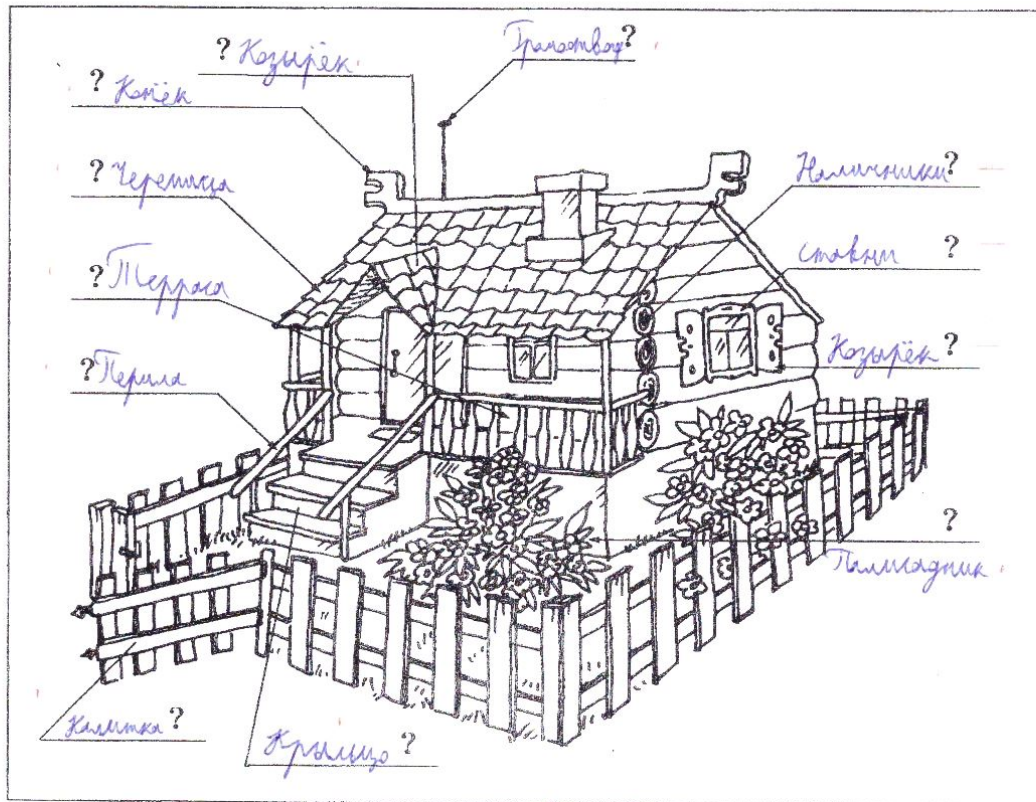 ? Козырёк
Громоотвод ?
? Конёк
? Черепица
Наличники ?
? Терраса
ставни ?
Козырёк ?
? Перила
?
Палисадник
Калитка ?
Крыльцо ?